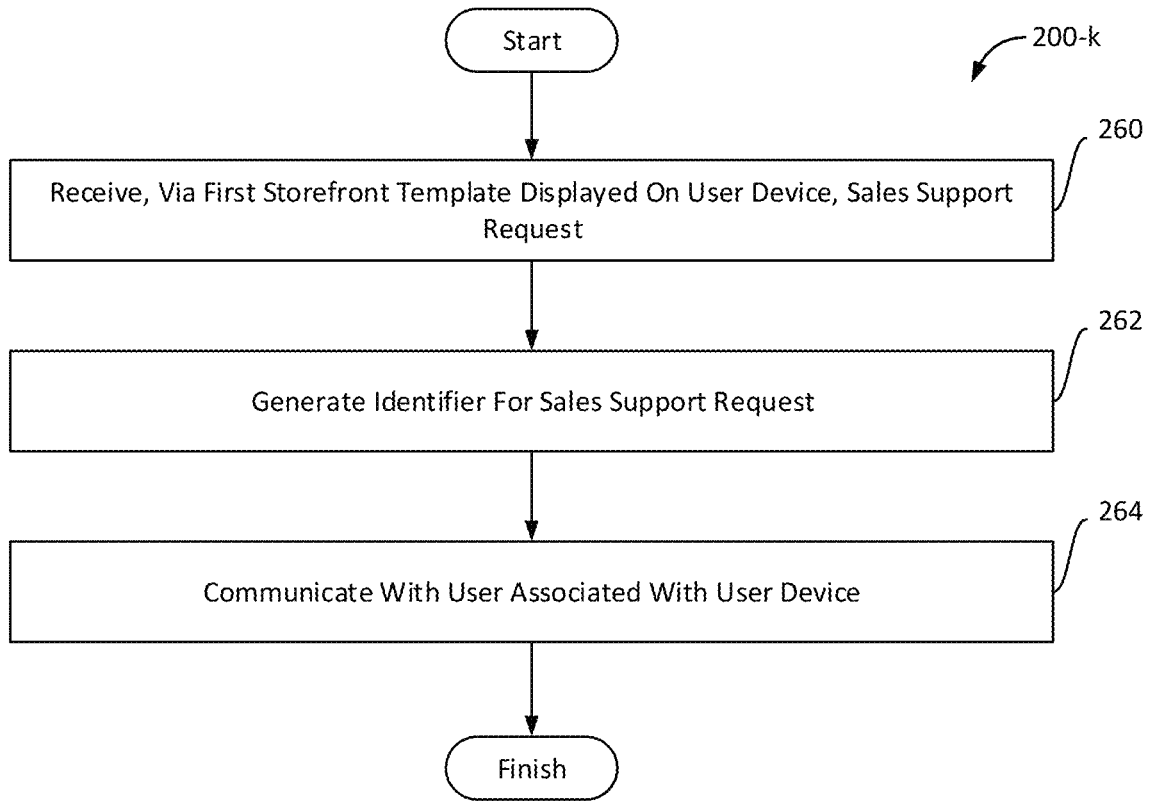 Start
200-k
260
Receive, Via First Storefront Template Displayed On User Device, Sales Support
Request
262
Generate Identifier For Sales Support Request
264
Communicate With User Associated With User Device
Finish